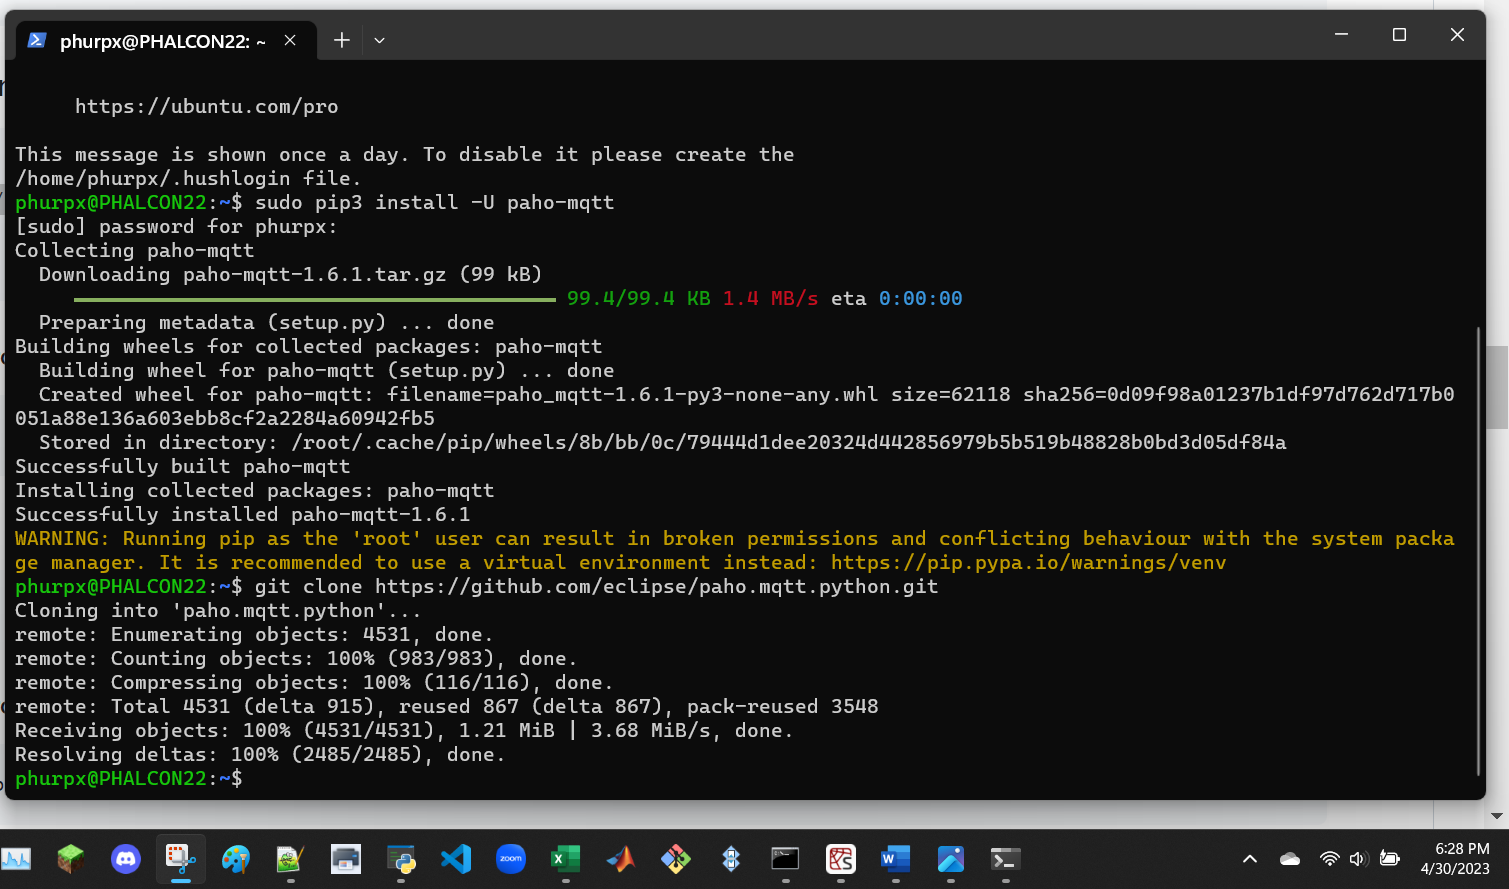 phurpx@PHALCON22: ~
https://ubuntu.com/pro
This message is shown once a day. To disable it please create the
/home/phurpx/.hushlogin file.
phurpx@PHALCON22:~$ sudo pip3 install -U paho-mqtt
[sudo] password for phurpx:
Collecting paho-mqtt
Downloading paho-mqtt-1.6.1.tar.gz (99 kB)
99.4/99.4 KB 1.4 MB/s eta 0:00:00
Preparing metadata (setup.py) ... done
Building wheels for collected packages: paho-mqtt
Building wheel for paho-mqtt (setup.py) ... done
Created wheel for paho-mqtt: filename=paho_mqtt-1.6.1-py3-none-any.whl size=62118 sha256=0d09f98a01237b1df97d762d717b0
051a88e136a603ebb8cf2a2284a60942fb5
Stored in directory: /root/.cache/pip/wheels/8b/bb/0c/79444d1dee20324d442856979b5b519b48828b0bd3d05df84a
Successfully built paho-mqtt
Installing collected packages: paho-mqtt
Successfully installed paho-mqtt-1.6.1
WARNING: Running pip as the 'root' user can result in broken permissions and conflicting behaviour with the system packa
ge manager. It is recommended to use a virtual environment instead: https://pip.pypa.io/warnings/venv
phurpx@PHALCON22:~$ git clone https://github.com/eclipse/paho.mqtt.python.git
Cloning into 'paho.mqtt.python'...
remote: Enumerating objects: 4531, done.
remote: Counting objects: 100% (983/983), done.
remote: Compressing objects: 100% (116/116), done.
remote: Total 4531 (delta 915), reused 867 (delta 867), pack-reused 3548
Receiving objects: 100% (4531/4531), 1.21 MiB | 3.68 MiB/s, done.
Resolving deltas: 100% (2485/2485), done.
phurpx@PHALCON22:~$
zoom
6:28 PM
4/30/2023